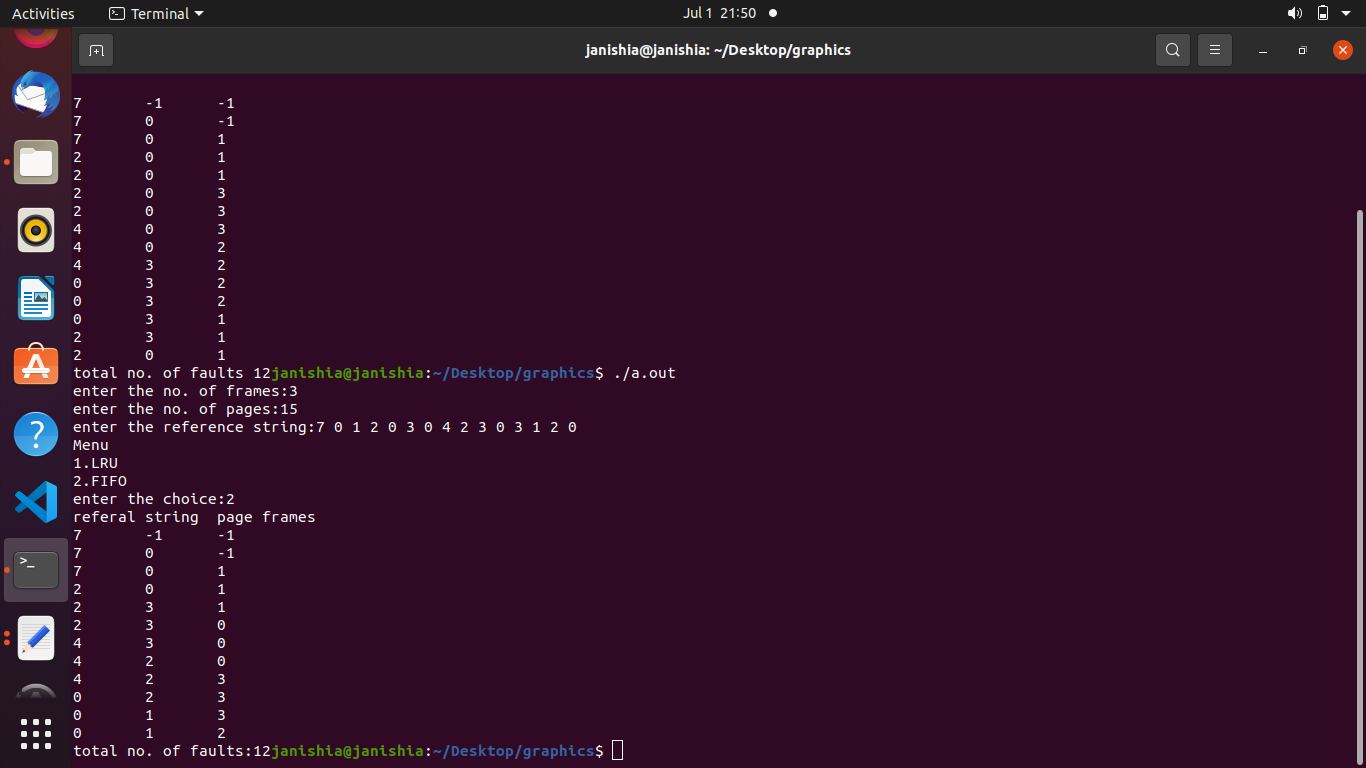 Activities Terminal Jul 1 21:50
janishia@janishia: ~/Desktop/graphics
7 -1 -1
7 0 -1
7 0 1
2 0 1
2 0 1
2 0 3
2 0 3
4 0 3
4 0 2
4 3 2
0 3 2
0 3 2
0 3 1
2 3 1
2 0 1
total no. of faults 12janishia@janishia:~/Desktop/graphics$ ./a.out
enter the no. of frames:3
enter the no. of pages:15
enter the reference string:7 0 1 2 0 3 0 4 2 3 0 3 1 2 0
Menu
1.LRU
2.FIFO
enter the choice:2
referal string page frames
7 -1 -1
7 0 -1
7 0 1
2 0 1
2 3 1
2 3 0
4 3 0
4 2 0
4 2 3
0 2 3
0 1 3
0 1 2
total no. of faults:12janishia@janishia:~/Desktop/graphics$